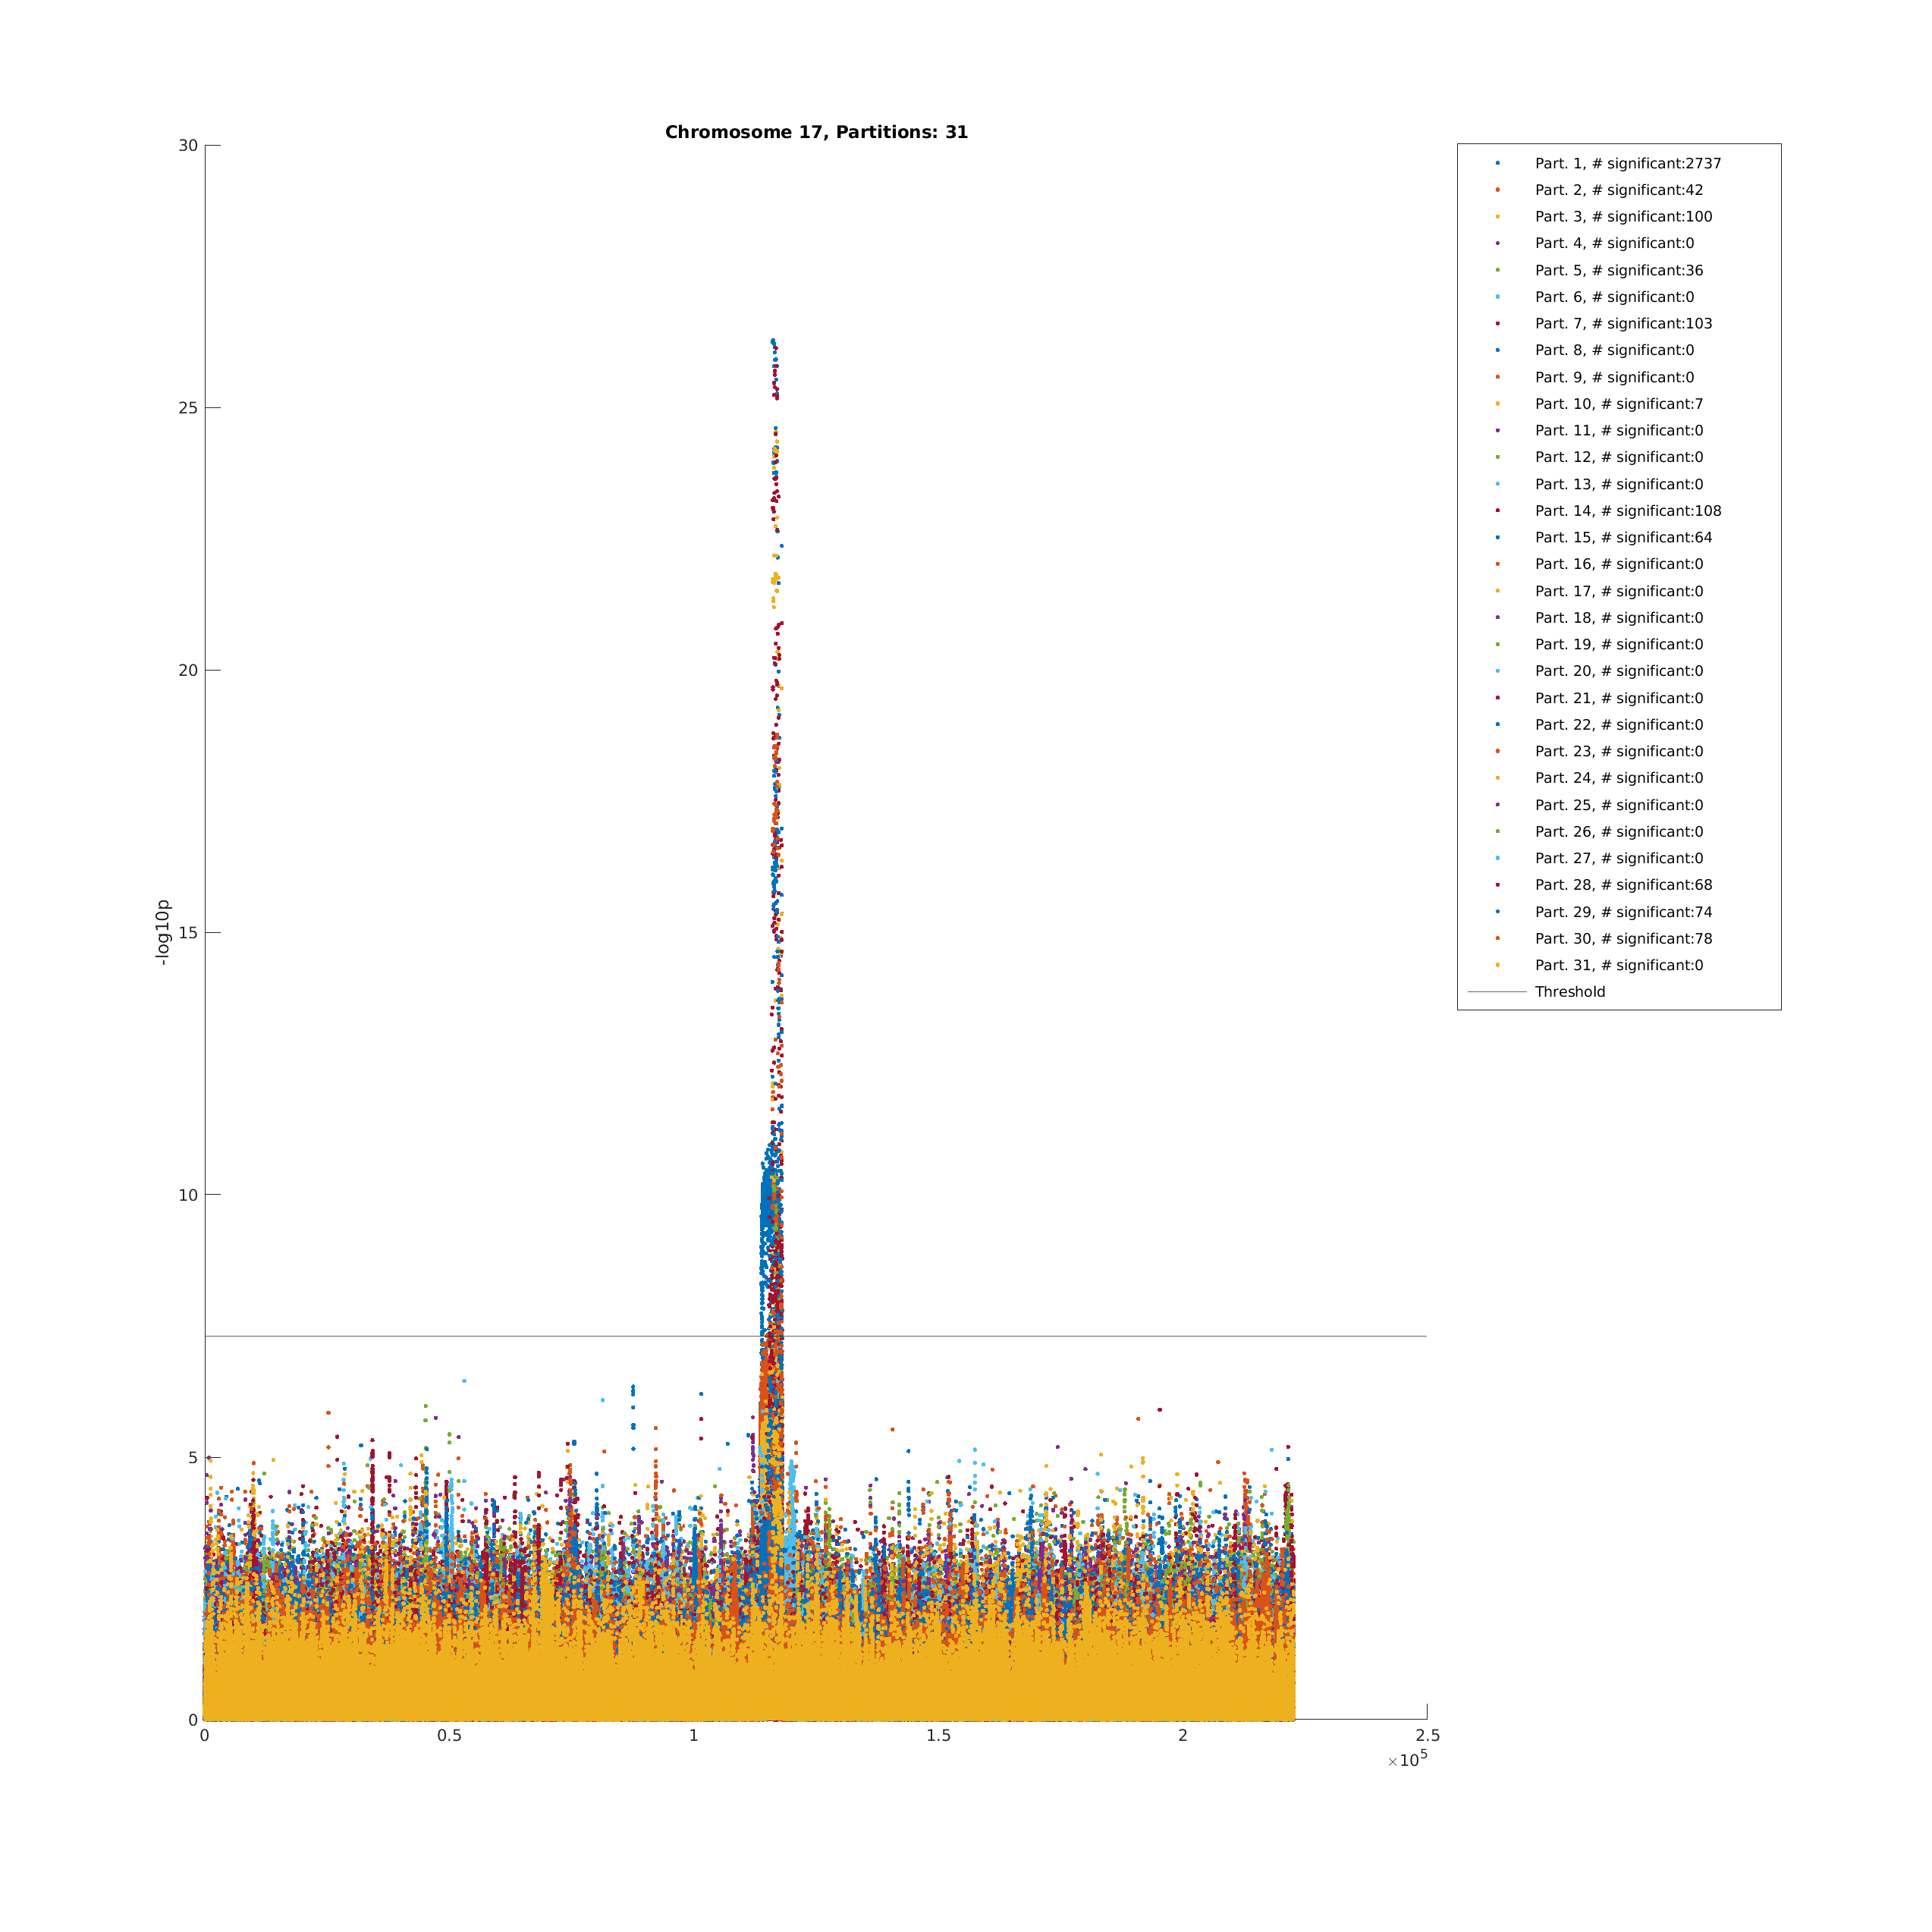 Chromosome 17, Partitions: 31
30
25
20
15
10
5
0
-log10p
0
0.5
1
1.5
2
2.5
×10^5
Part. 1, # significant:2737
Part. 2, # significant:42
Part. 3, # significant:100
Part. 4, # significant:0
Part. 5, # significant:36
Part. 6, # significant:0
Part. 7, # significant:103
Part. 8, # significant:0
Part. 9, # significant:0
Part. 10, # significant:7
Part. 11, # significant:0
Part. 12, # significant:0
Part. 13, # significant:0
Part. 14, # significant:108
Part. 15, # significant:64
Part. 16, # significant:0
Part. 17, # significant:0
Part. 18, # significant:0
Part. 19, # significant:0
Part. 20, # significant:0
Part. 21, # significant:0
Part. 22, # significant:0
Part. 23, # significant:0
Part. 24, # significant:0
Part. 25, # significant:0
Part. 26, # significant:0
Part. 27, # significant:0
Part. 28, # significant:68
Part. 29, # significant:74
Part. 30, # significant:78
Part. 31, # significant:0
Threshold